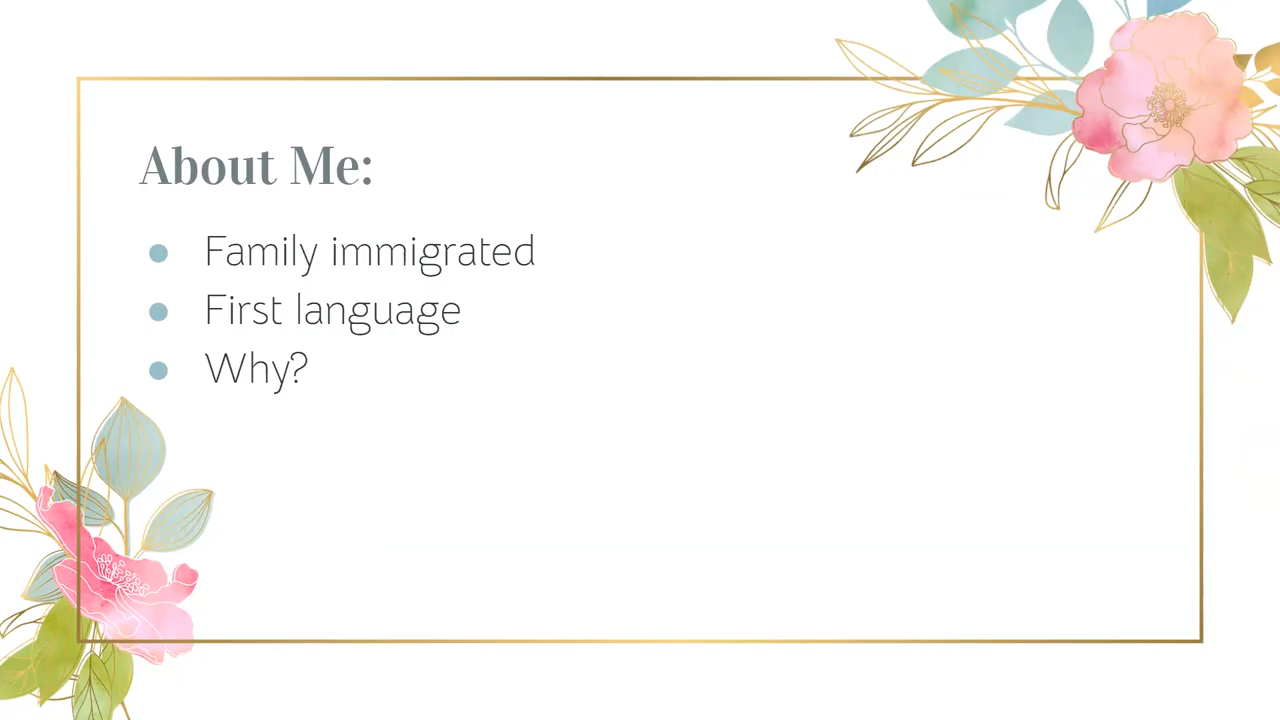 About Me:
● Family immigrated
● First language
● Why?